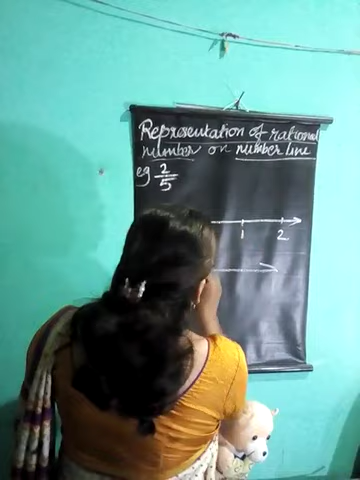 Representation of rational
number on number line
eg 2/5
1 2